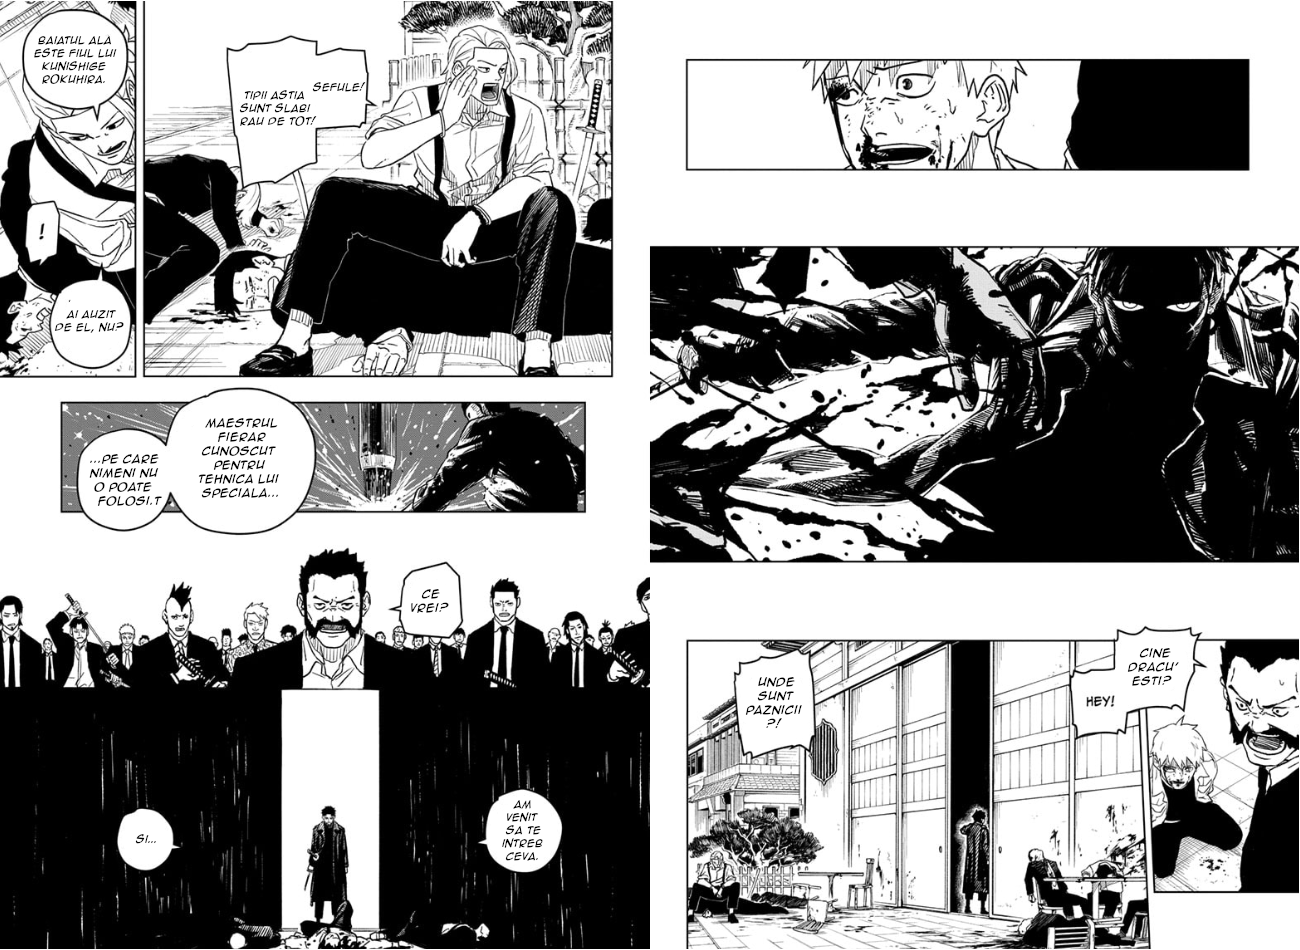 CINE
DRACU'
ESTI?
HEY!
UNDE
SUNT
PAZNICII
?!
SEFULE!
TIPII ASTIA
SUNT SLABI
RAU DE TOT!
BAIATUL ALA
ESTE FIUL LUI
KUNISHIGE
ROKUHIRA.
!
AI AUZIT
DE EL, NU?
MAESTRUL
FIERAR
CUNOSCUT
PENTRU
TEHNICA LUI
SPECIALA...
...PE CARE
NIMENI NU
O POATE
FOLOSI.T
CE
VREI?
AM
VENIT
SA TE
INTREB
CEVA.
SI...